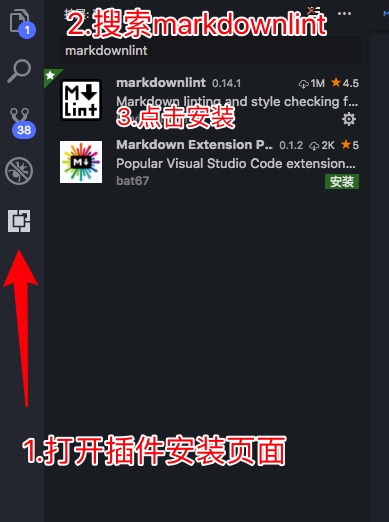 2.搜索markdownlint
1
markdownlint
markdownlint 0.14.1 1M ★4.5
Markdown linting and style checking f...
3.点击安装
38
Markdown Extension P... 0.1.2 2K ★5
Popular Visual Studio Code extension...
bat67 安装
1.打开插件安装页面